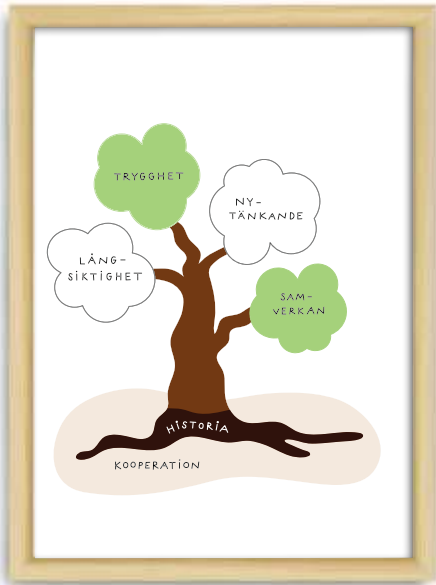 TRYGGHET
NY-
TÄNKANDE
LÅNG-
SIKTIGHET
SAM-
VERKAN
HISTORIA
KOOPERATION